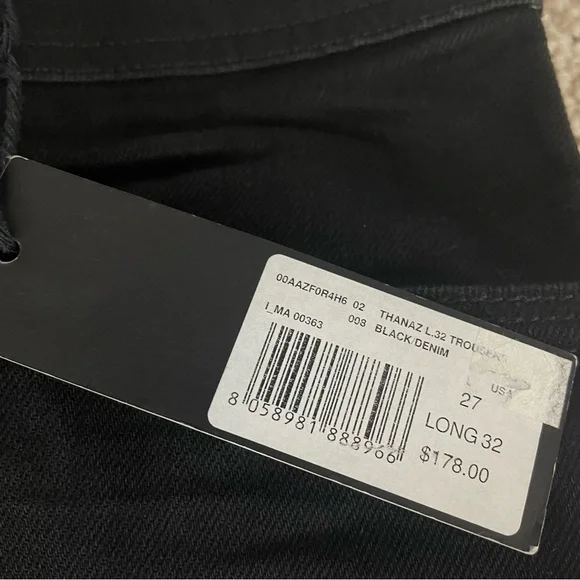 00AAZF0R4H6 02 THANAZ L.32 TROUSERS
I_MA 00363 008 BLACK/DENIM
USA
27
LONG 32
$178.00
8 058981 888966